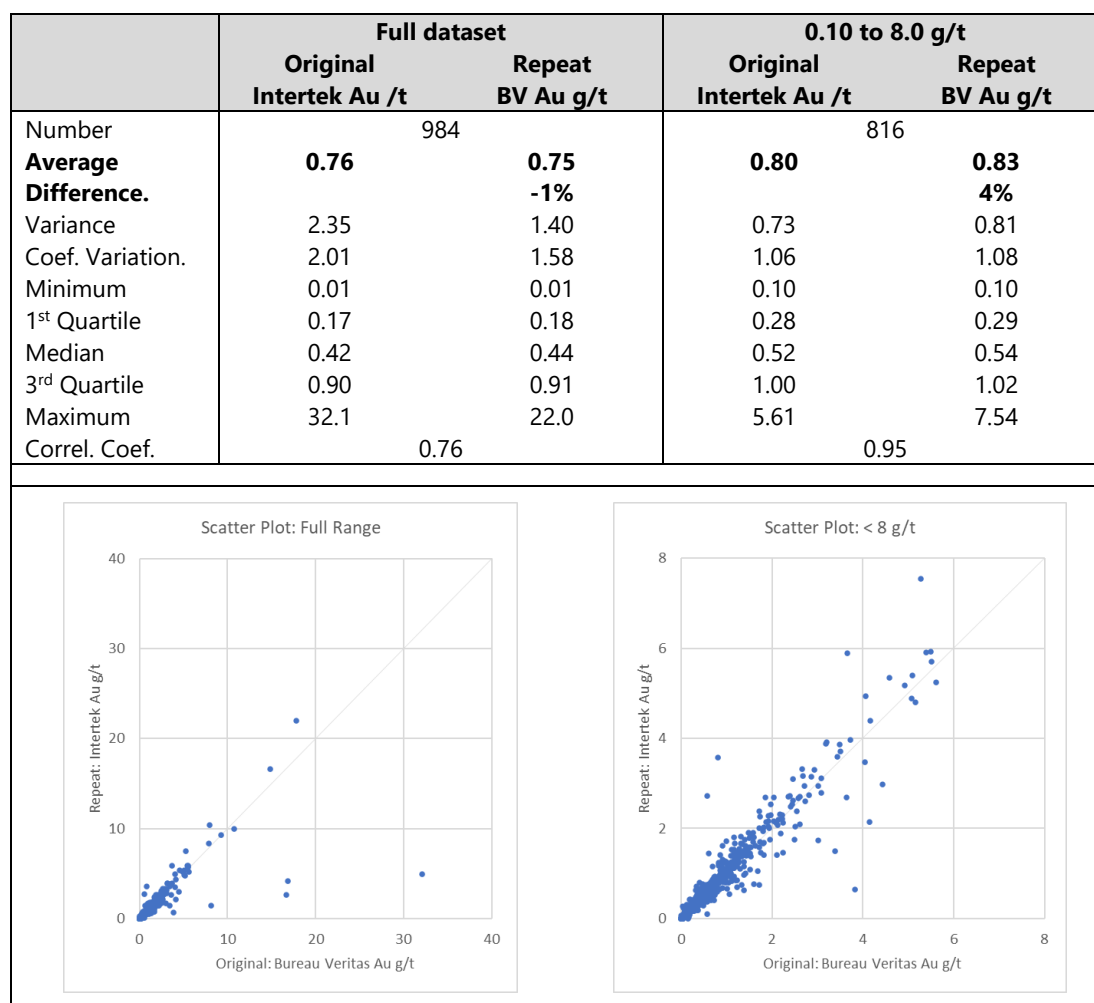 Full dataset 0.10 to 8.0 g/t
Original Repeat Original Repeat
Intertek Au /t BV Au g/t Intertek Au /t BV Au g/t
Number 984 816
Average 0.76 0.75 0.80 0.83
Difference. -1% 4%
Variance 2.35 1.40 0.73 0.81
Coef. Variation. 2.01 1.58 1.06 1.08
Minimum 0.01 0.01 0.10 0.10
1st Quartile 0.17 0.18 0.28 0.29
Median 0.42 0.44 0.52 0.54
3rd Quartile 0.90 0.91 1.00 1.02
Maximum 32.1 22.0 5.61 7.54
Correl. Coef. 0.76 0.95
Scatter Plot: Full Range
Repeat: Intertek Au g/t
40
30
20
10
0
0 10 20 30 40
Original: Bureau Veritas Au g/t
Scatter Plot: < 8 g/t
Repeat: Intertek Au g/t
8
6
4
2
0
0 2 4 6 8
Original: Bureau Veritas Au g/t